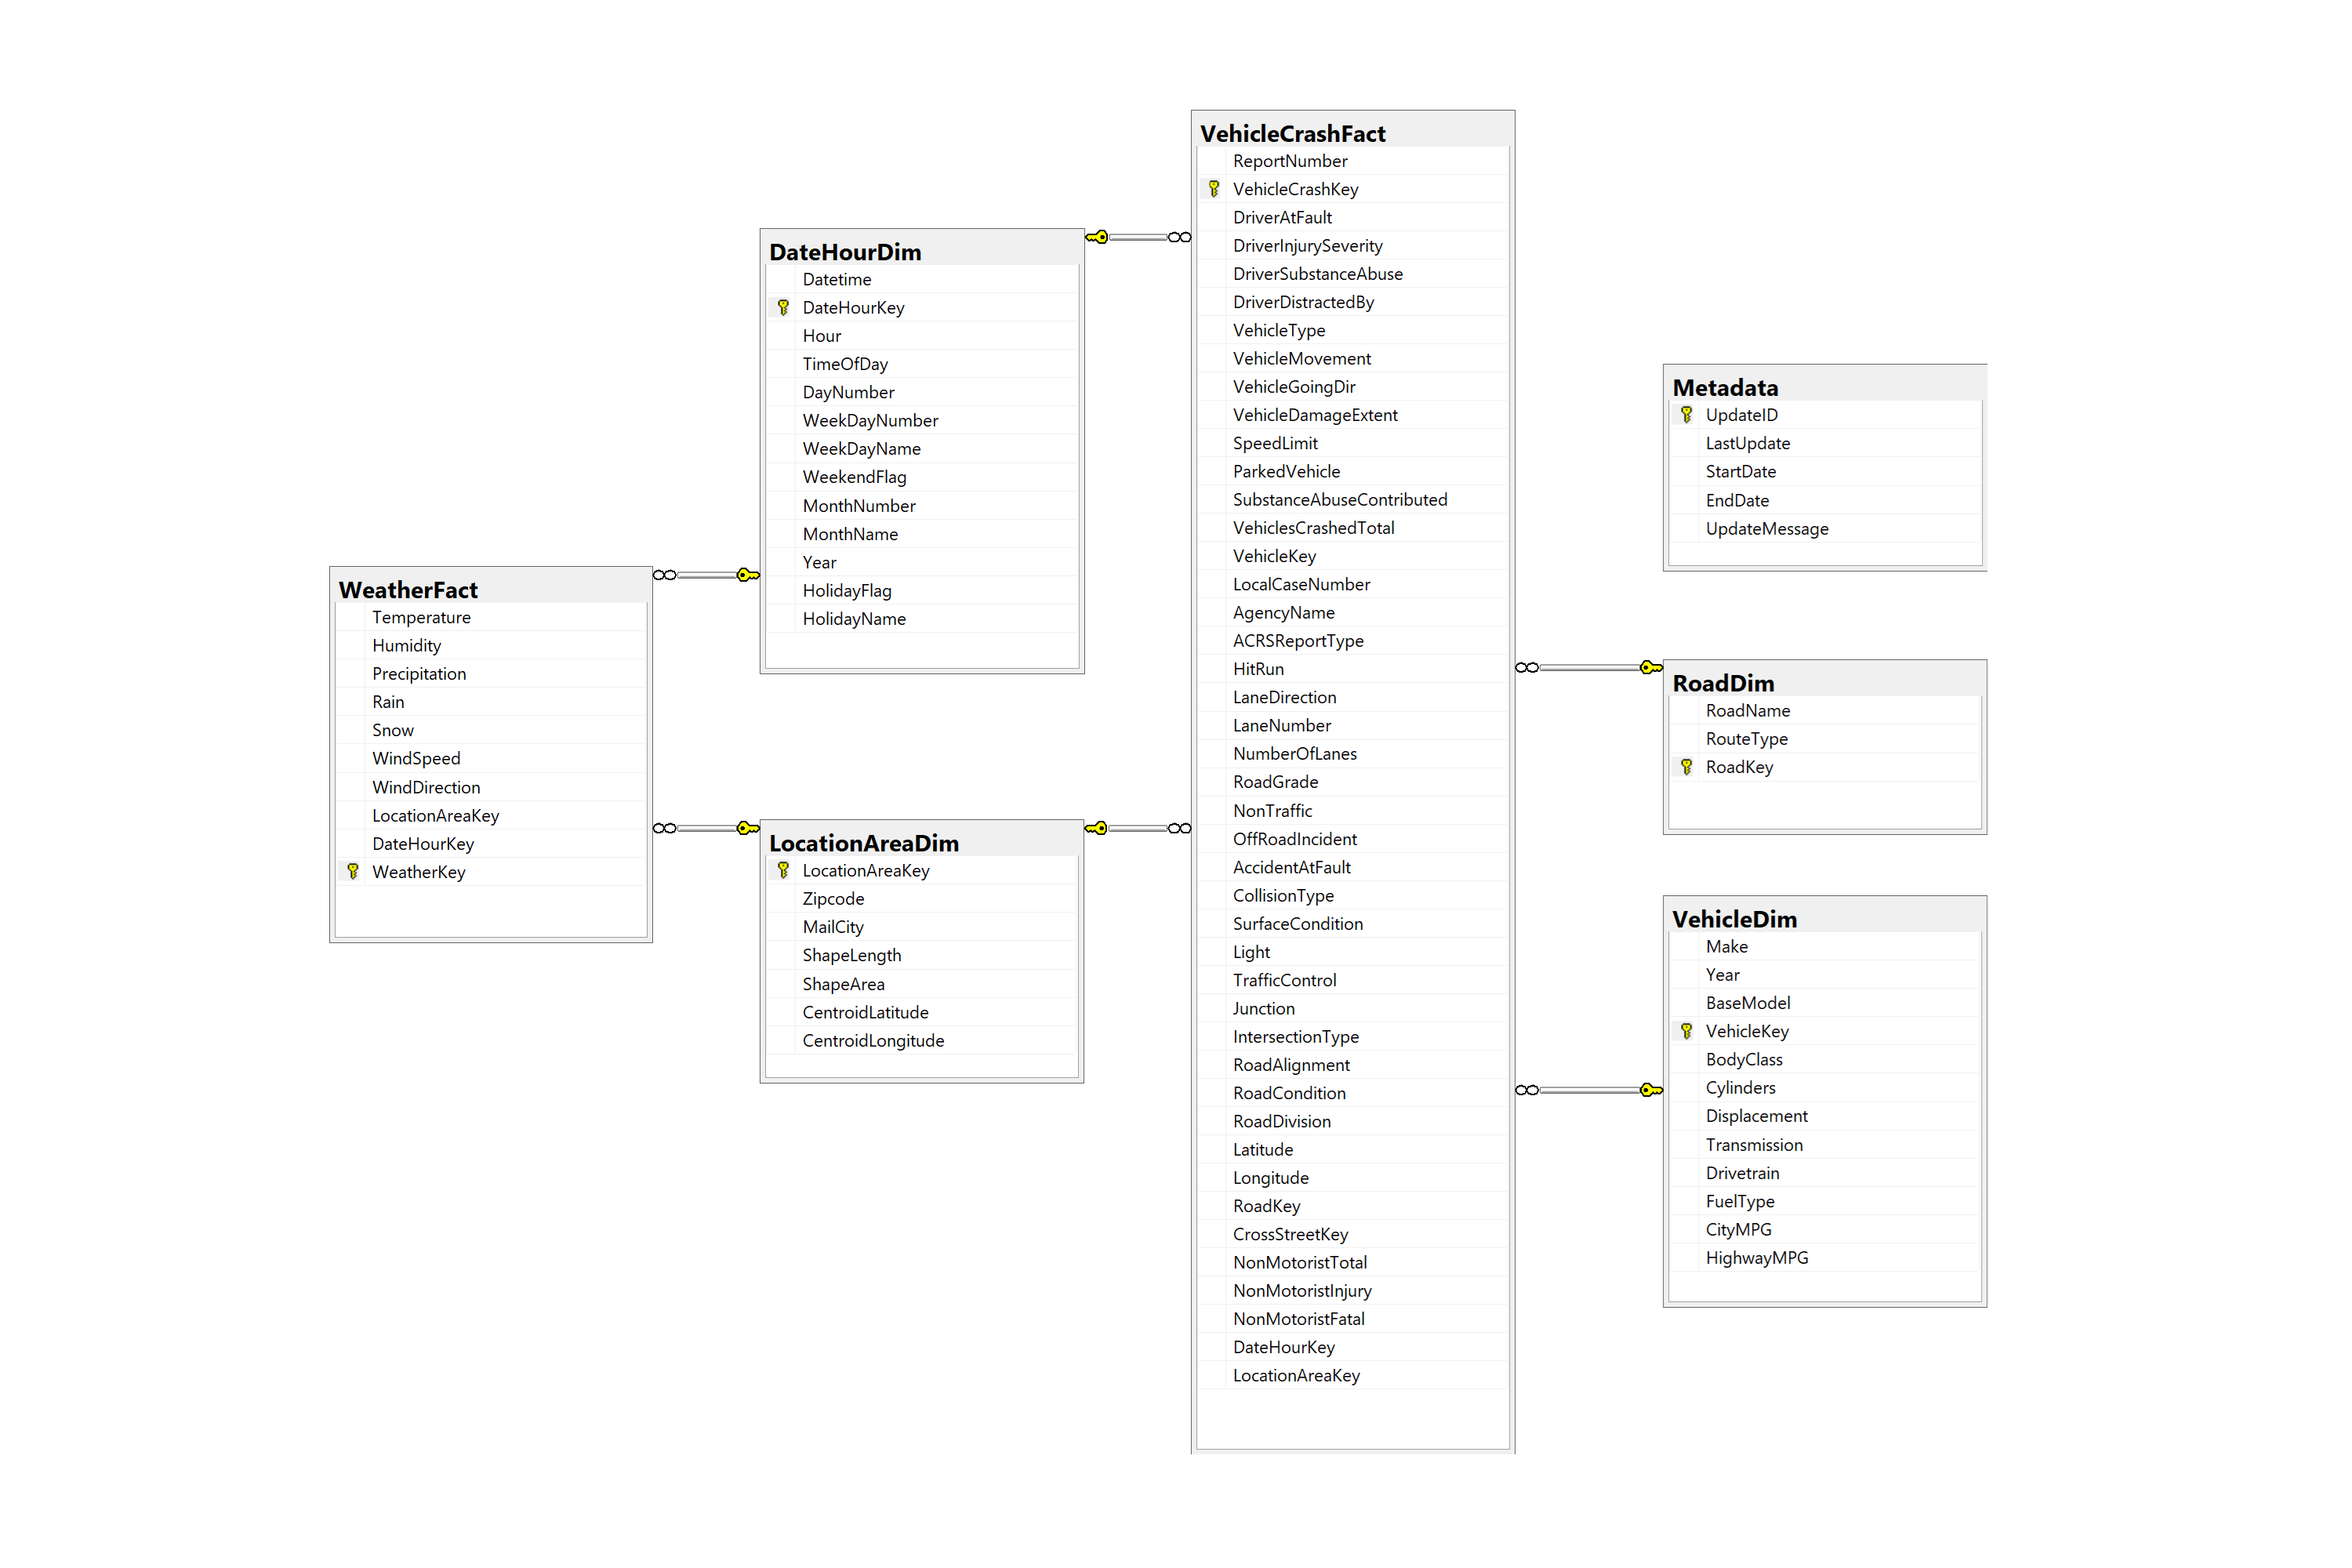 VehicleCrashFact
ReportNumber
VehicleCrashKey
DriverAtFault
DriverInjurySeverity
DriverSubstanceAbuse
DriverDistractedBy
VehicleType
VehicleMovement
VehicleGoingDir
VehicleDamageExtent
SpeedLimit
ParkedVehicle
SubstanceAbuseContributed
VehiclesCrashedTotal
VehicleKey
LocalCaseNumber
AgencyName
ACRSReportType
HitRun
LaneDirection
LaneNumber
NumberOfLanes
RoadGrade
NonTraffic
OffRoadIncident
AccidentAtFault
CollisionType
SurfaceCondition
Light
TrafficControl
Junction
IntersectionType
RoadAlignment
RoadCondition
RoadDivision
Latitude
Longitude
RoadKey
CrossStreetKey
NonMotoristTotal
NonMotoristInjury
NonMotoristFatal
DateHourKey
LocationAreaKey
DateHourDim
Datetime
DateHourKey
Hour
TimeOfDay
DayNumber
WeekDayNumber
WeekDayName
WeekendFlag
MonthNumber
MonthName
Year
HolidayFlag
HolidayName
Metadata
UpdateID
LastUpdate
StartDate
EndDate
UpdateMessage
WeatherFact
Temperature
Humidity
Precipitation
Rain
Snow
WindSpeed
WindDirection
LocationAreaKey
DateHourKey
WeatherKey
RoadDim
RoadName
RouteType
RoadKey
LocationAreaDim
LocationAreaKey
Zipcode
MailCity
ShapeLength
ShapeArea
CentroidLatitude
CentroidLongitude
VehicleDim
Make
Year
BaseModel
VehicleKey
BodyClass
Cylinders
Displacement
Transmission
Drivetrain
FuelType
CityMPG
HighwayMPG